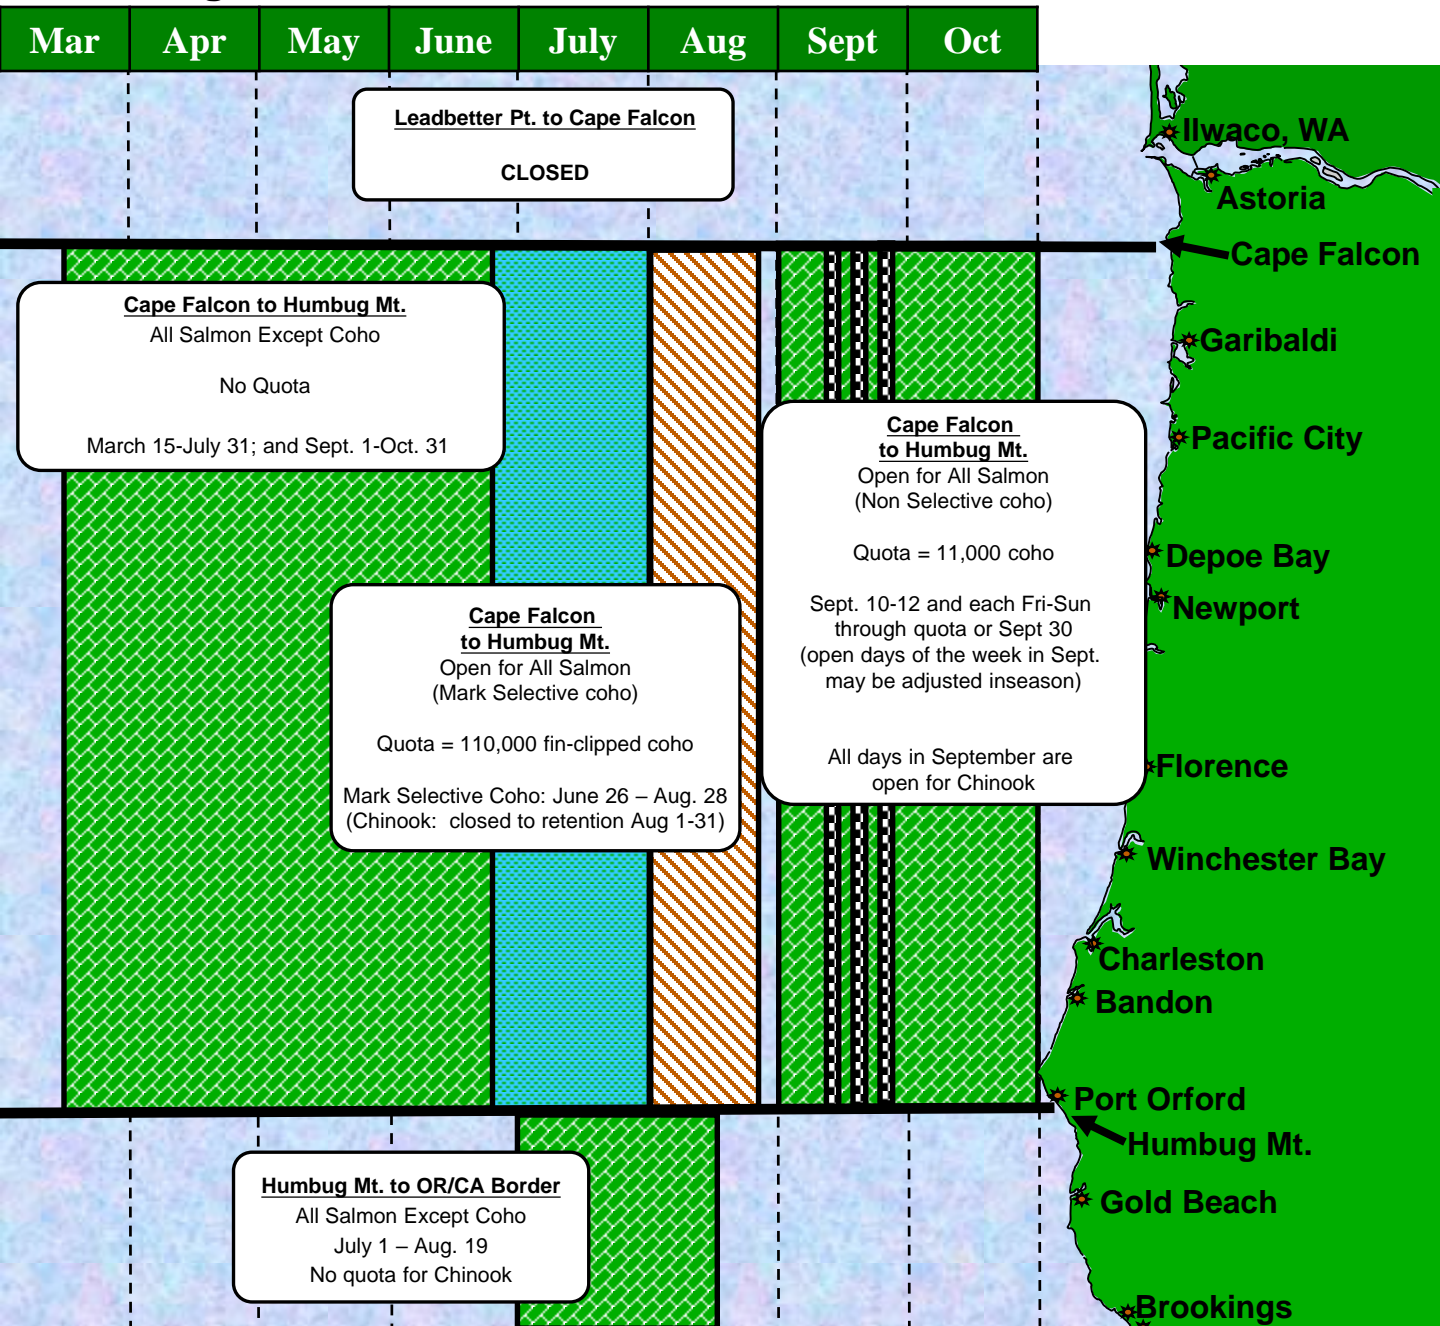 Mar Apr May June July Aug Sept Oct
Leadbetter Pt. to Cape Falcon
CLOSED
Ilwaco, WA
Astoria
Cape Falcon
Cape Falcon to Humbug Mt.
All Salmon Except Coho
No Quota
March 15-July 31; and Sept. 1-Oct. 31
Garibaldi
Pacific City
Cape Falcon
to Humbug Mt.
Open for All Salmon
(Non Selective coho)
Quota = 11,000 coho
Sept. 10-12 and each Fri-Sun
through quota or Sept 30
(open days of the week in Sept.
may be adjusted inseason)
All days in September are
open for Chinook
Depoe Bay
Newport
Cape Falcon
to Humbug Mt.
Open for All Salmon
(Mark Selective coho)
Quota = 110,000 fin-clipped coho
Mark Selective Coho: June 26 – Aug. 28
(Chinook: closed to retention Aug 1-31)
Florence
Winchester Bay
Charleston
Bandon
Port Orford
Humbug Mt.
Humbug Mt. to OR/CA Border
All Salmon Except Coho
July 1 – Aug. 19
No quota for Chinook
Gold Beach
Brookings